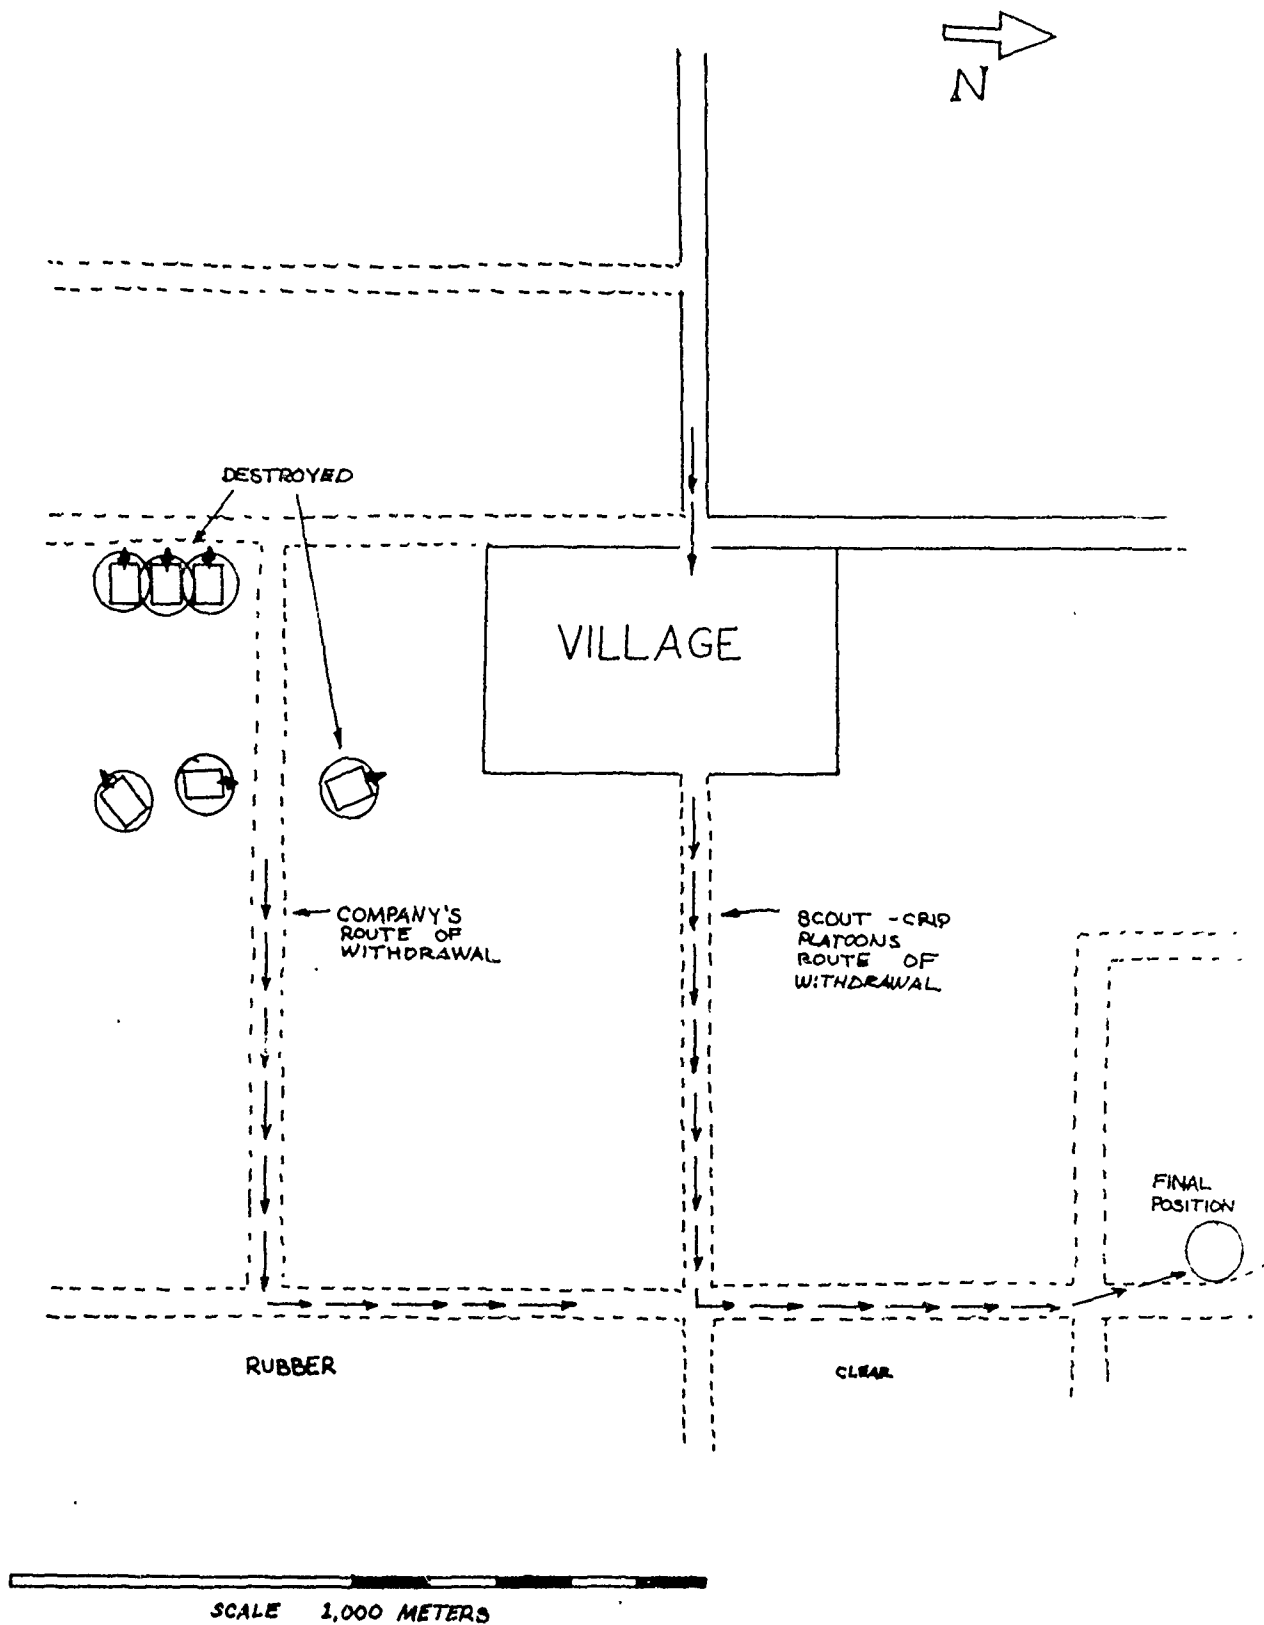 N
DESTROYED
VILLAGE
COMPANY'S
ROUTE OF
WITHDRAWAL
SCOUT - CRIP
PLATOONS
ROUTE OF
WITHDRAWAL
FINAL
POSITION
RUBBER
CLEAR
SCALE 1,000 METERS